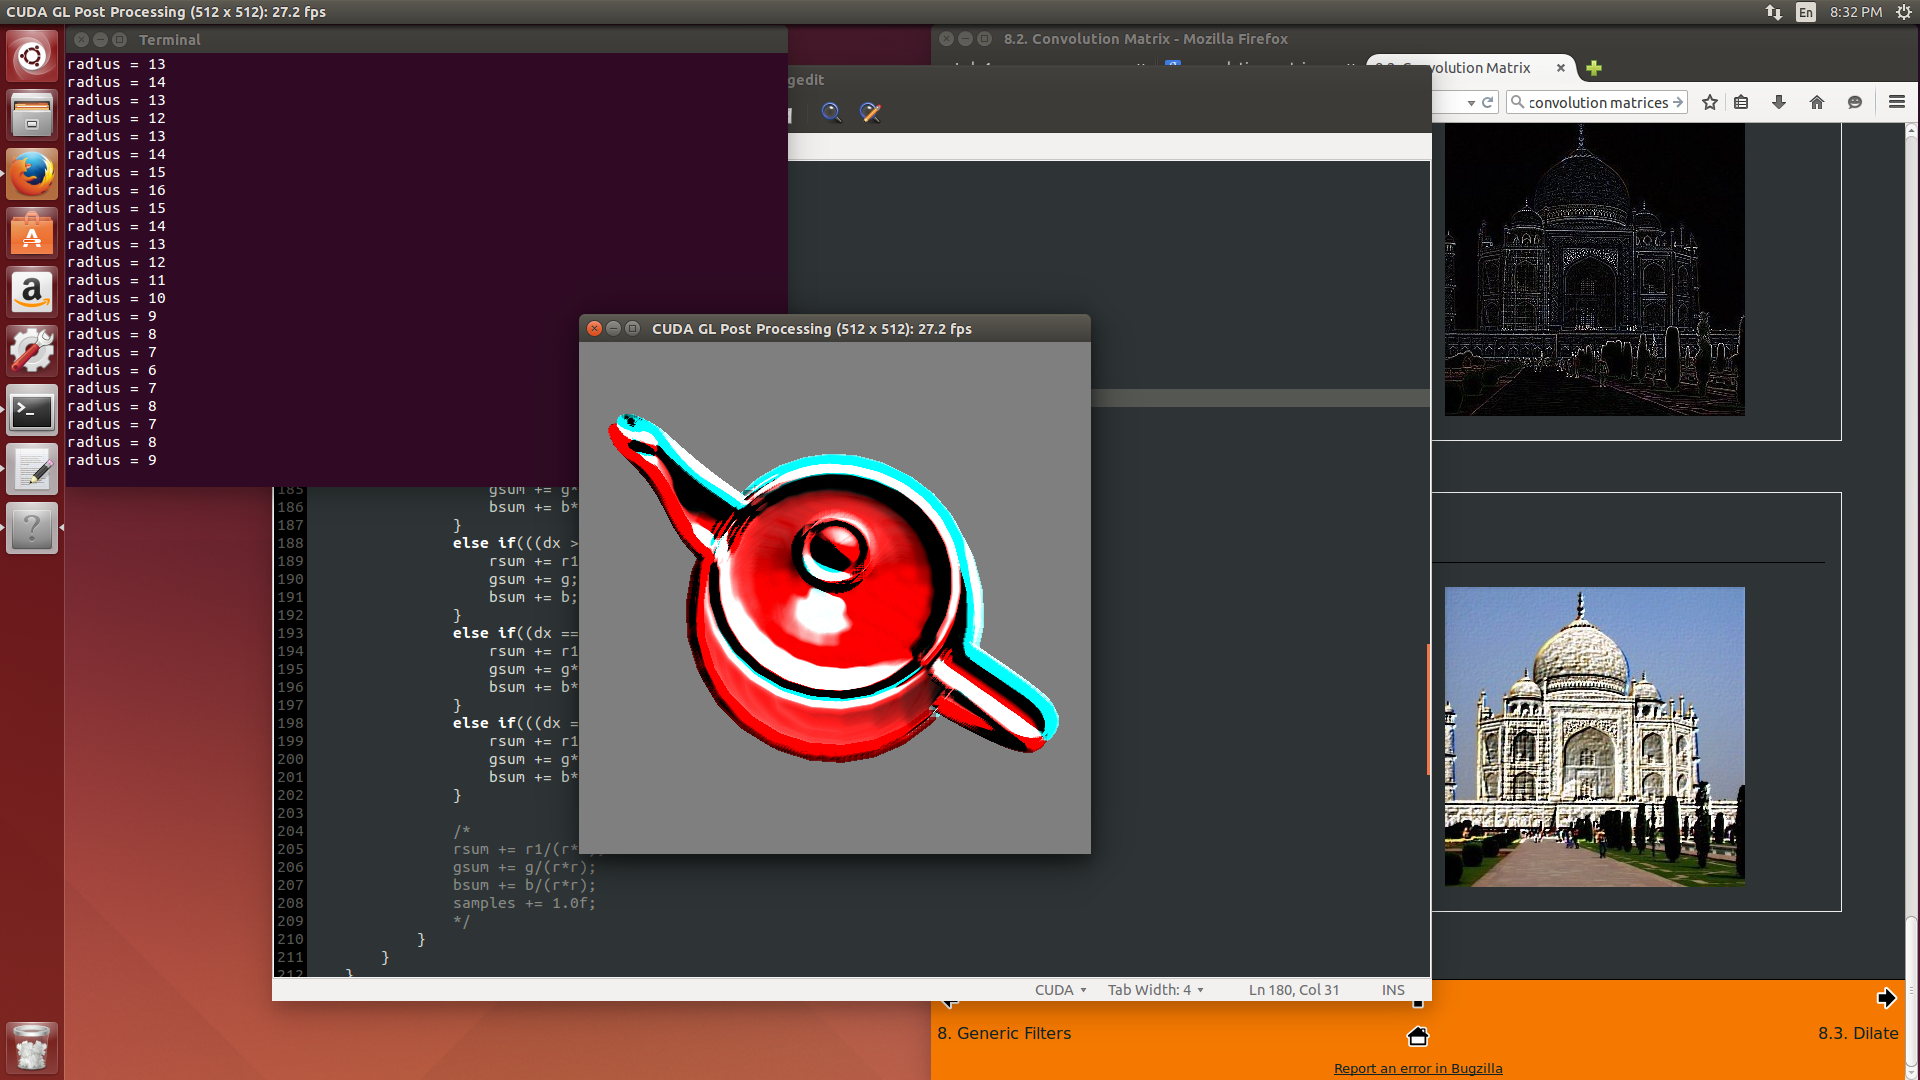 CUDA GL Post Processing (512 x 512): 27.2 fps
En
8:32 PM
Terminal
radius = 13
radius = 14
radius = 13
radius = 12
radius = 13
radius = 14
radius = 15
radius = 16
radius = 15
radius = 14
radius = 13
radius = 12
radius = 11
radius = 10
radius = 9
radius = 8
radius = 7
radius = 6
radius = 7
radius = 8
radius = 7
radius = 8
radius = 9
8.2. Convolution Matrix - Mozilla Firefox
volution Matrix
convolution matrices
gedit
CUDA GL Post Processing (512 x 512): 27.2 fps
185 gsum += g*
186 bsum += b*
187 }
188 else if(((dx >
189 rsum += r1
190 gsum += g;
191 bsum += b;
192 }
193 else if((dx ==
194 rsum += r1
195 gsum += g*
196 bsum += b*
197 }
198 else if(((dx =
199 rsum += r1
200 gsum += g*
201 bsum += b*
202 }
203
204 /*
205 rsum += r1/(r*
206 gsum += g/(r*r);
207 bsum += b/(r*r);
208 samples += 1.0f;
209 */
210 }
211 }
212 }
CUDA
Tab Width: 4
Ln 180, Col 31
INS
8. Generic Filters
8.3. Dilate
Report an error in Bugzilla